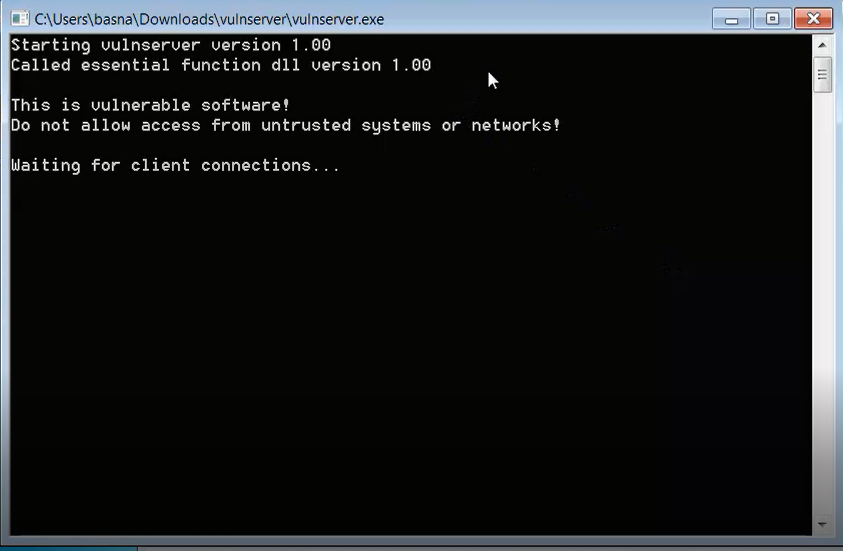 C:\Users\basna\Downloads\vulnserver\vulnserver.exe
Starting vulnserver version 1.00
Called essential function dll version 1.00
This is vulnerable software!
Do not allow access from untrusted systems or networks!
Waiting for client connections...